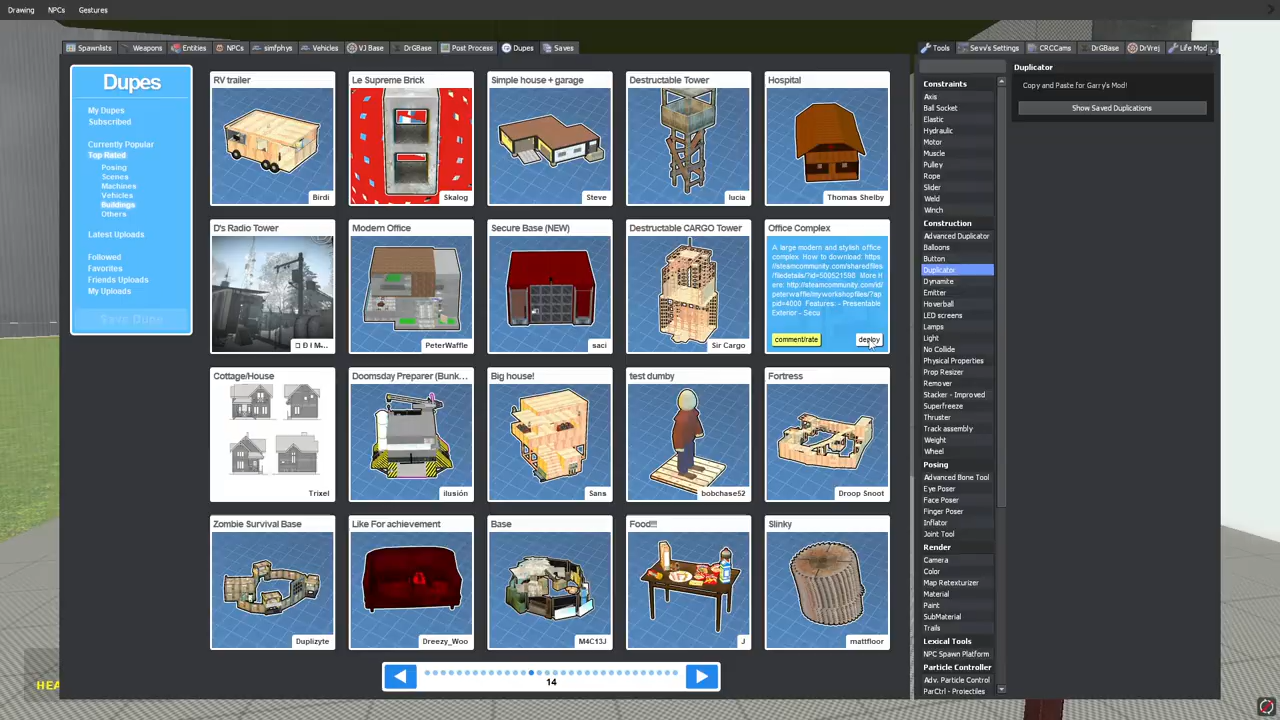 Drawing NPCs Gestures
Spawnlists Weapons Entities NPCs simfphys Vehicles VJ Base DrGBase Post Process Dupes Saves
Tools Sevv's Settings CRCCams DrGBase DrVrej Life Mod
Dupes
My Dupes
Subscribed
Currently Popular
Top Rated
Posing
Scenes
Machines
Vehicles
Buildings
Others
Latest Uploads
Followed
Favorites
Friends Uploads
My Uploads
Save Dupe
RV trailer
Birdi
Le Supreme Brick
Skalog
Simple house + garage
Steve
Destructable Tower
lucia
Hospital
Thomas Shelby
D's Radio Tower
Modern Office
PeterWaffle
Secure Base (NEW)
saci
Destructable CARGO Tower
Sir Cargo
Office Complex
A large modern and stylish office
complex. How to download: https
://steamcommunity.com/sharedfiles
/filedetails/?id=500521598 More H
ere: http://steamcommunity.com/id/
peterwaffle/myworkshopfiles/?ap
pid=4000 Features: - Presentable
Exterior - Secu
comment/rate
deploy
Cottage/House
Trixel
Doomsday Preparer (Bunk...
ilusión
Big house!
Sans
test dumby
bobchase52
Fortress
Droop Snoot
Zombie Survival Base
Duplizyte
Like For achievement
Dreezy_Woo
Base
M4C13J
Food!!!
J
Slinky
mattfloor
14
Constraints
Axis
Ball Socket
Elastic
Hydraulic
Motor
Muscle
Pulley
Rope
Slider
Weld
Winch
Construction
Advanced Duplicator
Balloons
Button
Duplicator
Dynamite
Emitter
Hoverball
LED screens
Lamps
Light
No Collide
Physical Properties
Prop Resizer
Remover
Stacker - Improved
Superfreeze
Thruster
Track assembly
Weight
Wheel
Posing
Advanced Bone Tool
Eye Poser
Face Poser
Finger Poser
Inflator
Joint Tool
Render
Camera
Color
Map Retexturizer
Material
Paint
SubMaterial
Trails
Lexical Tools
NPC Spawn Platform
Particle Controller
Adv. Particle Control
ParCtrl - Projectiles
Duplicator
Copy and Paste for Garry's Mod!
Show Saved Duplications
HEA